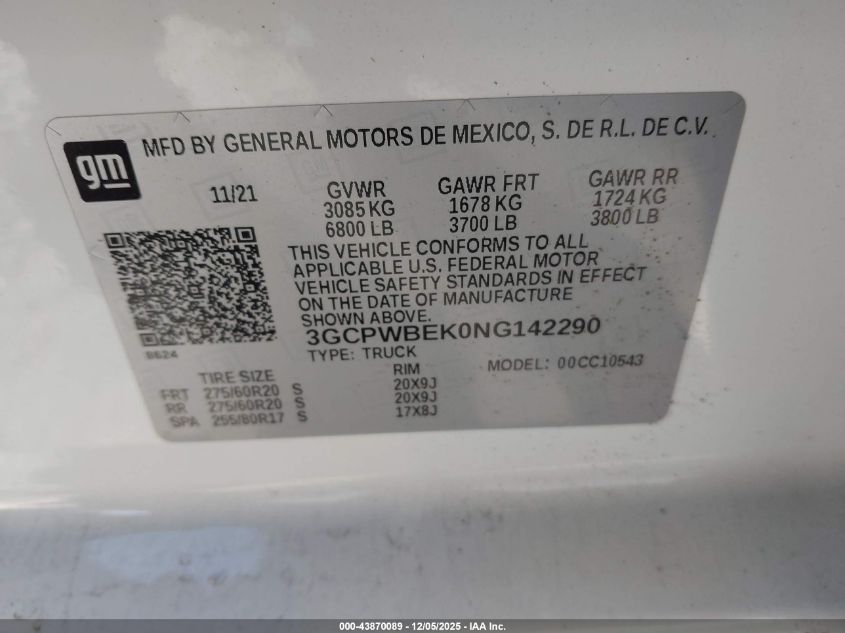 gm
MFD BY GENERAL MOTORS DE MEXICO, S. DE R.L. DE C.V.
11/21 GVWR GAWR FRT GAWR RR
3085 KG 1678 KG 1724 KG
6800 LB 3700 LB 3800 LB
THIS VEHICLE CONFORMS TO ALL
APPLICABLE U.S. FEDERAL MOTOR
VEHICLE SAFETY STANDARDS IN EFFECT
ON THE DATE OF MANUFACTURE
SHOWN ABOVE.
3GCPWBEK0NG142290
8624
TYPE: TRUCK MODEL: 00CC10543
TIRE SIZE RIM
FRT 275/60R20 S 20X9J
RR 275/60R20 S 20X9J
SPA 255/80R17 S 17X8J
000-43870089 - 12/05/2025 - IAA Inc.